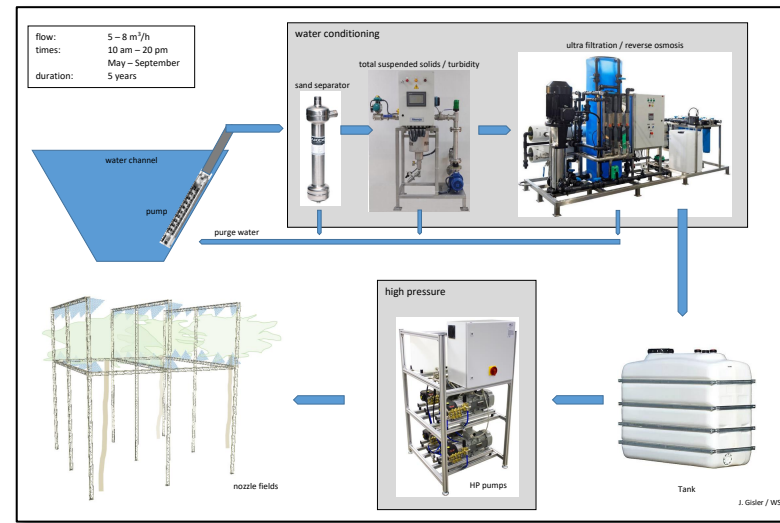 flow: 5 – 8 m³/h
times: 10 am – 20 pm
May – September
duration: 5 years
water conditioning
ultra filtration / reverse osmosis
total suspended solids / turbidity
sand separator
water channel
pump
purge water
high pressure
HP pumps
nozzle fields
Tank
J. Gisler / WS